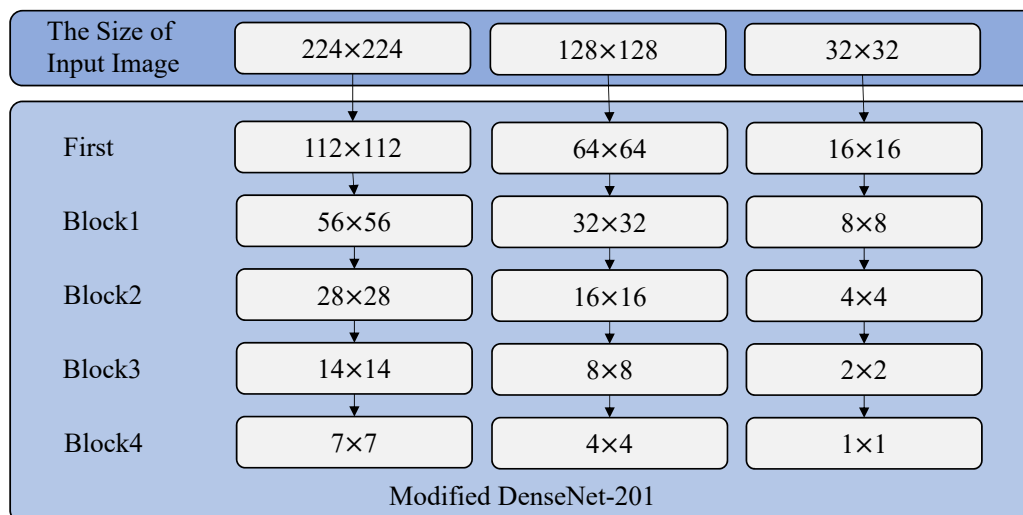 The Size of
Input Image
224×224 128×128 32×32
First 112×112 64×64 16×16
Block1 56×56 32×32 8×8
Block2 28×28 16×16 4×4
Block3 14×14 8×8 2×2
Block4 7×7 4×4 1×1
Modified DenseNet-201